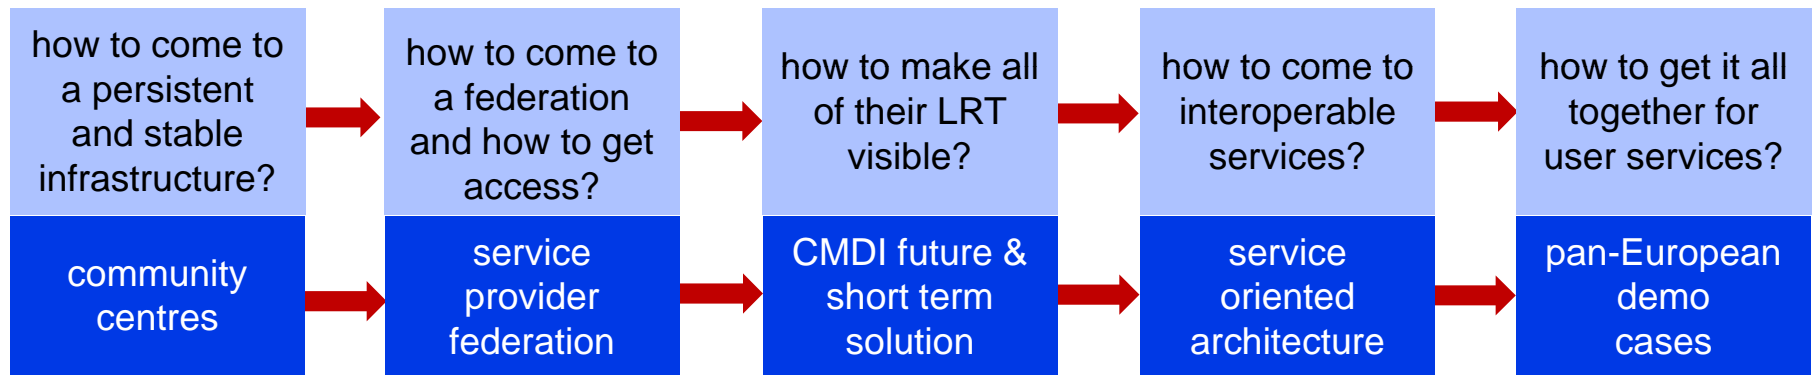 how to come to
a persistent
and stable
infrastructure?
how to come to
a federation
and how to get
access?
how to make all
of their LRT
visible?
how to come to
interoperable
services?
how to get it all
together for
user services?
community
centres
service
provider
federation
CMDI future &
short term
solution
service
oriented
architecture
pan-European
demo
cases